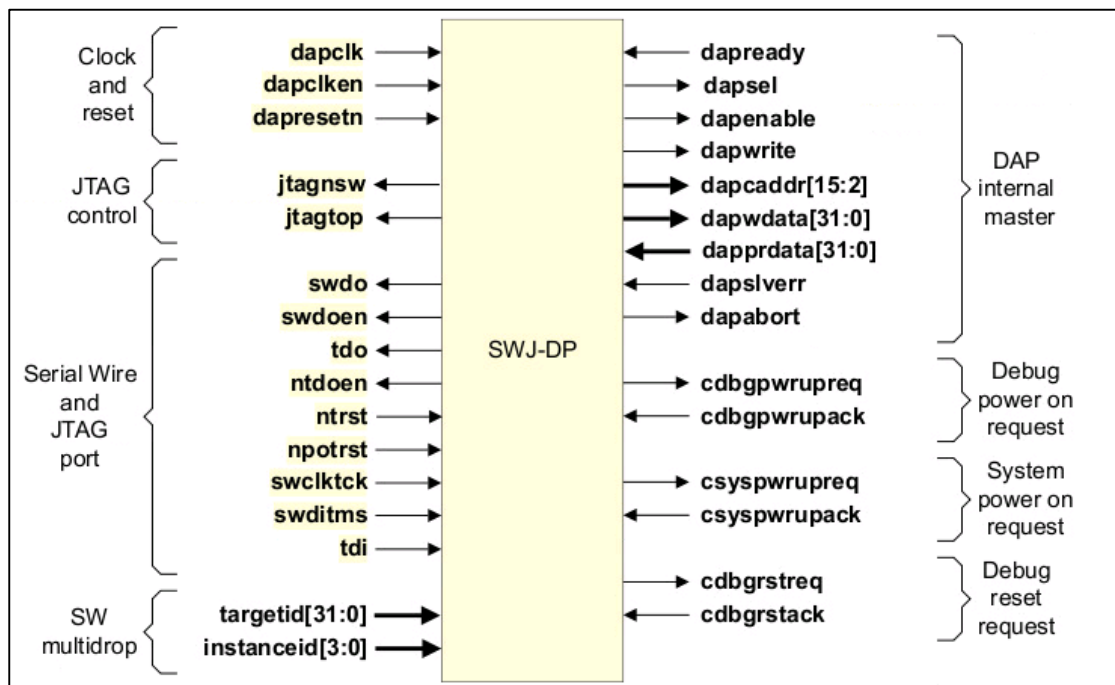 Clock
and
reset
dapclk
dapclken
dapresetn
JTAG
control
jtagnsw
jtagtop
Serial Wire
and
JTAG
port
swdo
swdoen
tdo
ntdoen
ntrst
npotrst
swclktck
swditms
tdi
SW
multidrop
targetid[31:0]
instanceid[3:0]
SWJ-DP
dapready
dapsel
dapenable
dapwrite
dapcaddr[15:2]
dapwdata[31:0]
dapprdata[31:0]
dapslverr
dapabort
DAP
internal
master
cdbgpwrupreq
cdbgpwrupack
Debug
power on
request
csyspwrupreq
csyspwrupack
System
power on
request
cdbgrstreq
cdbgrstack
Debug
reset
request